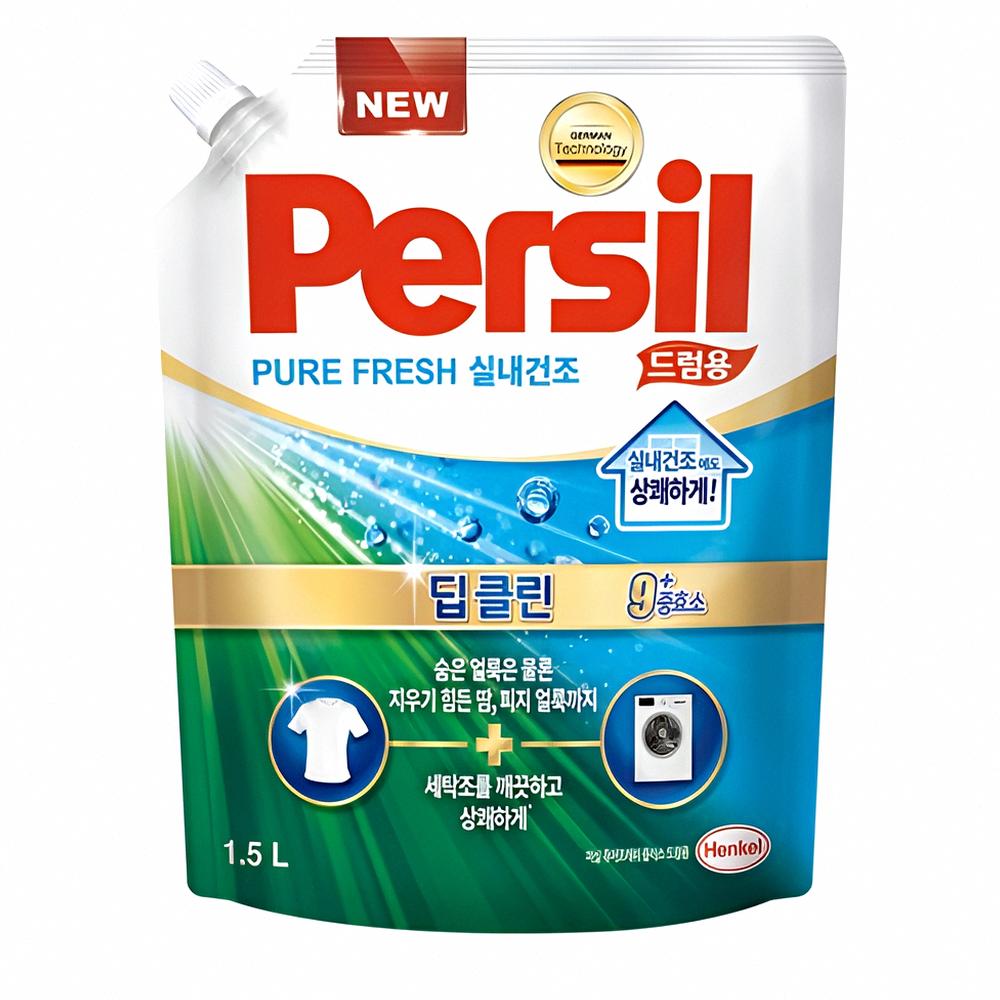 NEW
GERMAN
Technology
Persil
PURE FRESH 실내건조
드럼용
실내건조에도
상쾌하게!
딥클린
9+
중효소
숨은 얼룩은 물론
지우기 힘든 땀, 피지 얼룩까지
세탁조를 깨끗하고
상쾌하게
1.5 L
Henkel